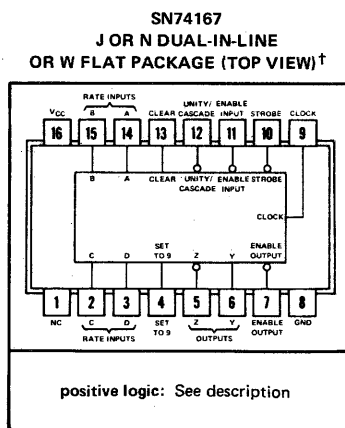 SN74167
J OR N DUAL-IN-LINE
OR W FLAT PACKAGE (TOP VIEW)†
RATE INPUTS
UNITY/ ENABLE
VCC B A CLEAR CASCADE INPUT STROBE CLOCK
16 15 14 13 12 11 10 9
B A CLEAR UNITY/ ENABLE STROBE
CASCADE INPUT
CLOCK
SET ENABLE
C D TO 9 Z Y OUTPUT
1 2 3 4 5 6 7 8
NC C D SET Z Y ENABLE GND
RATE INPUTS TO 9 OUTPUTS OUTPUT
positive logic: See description